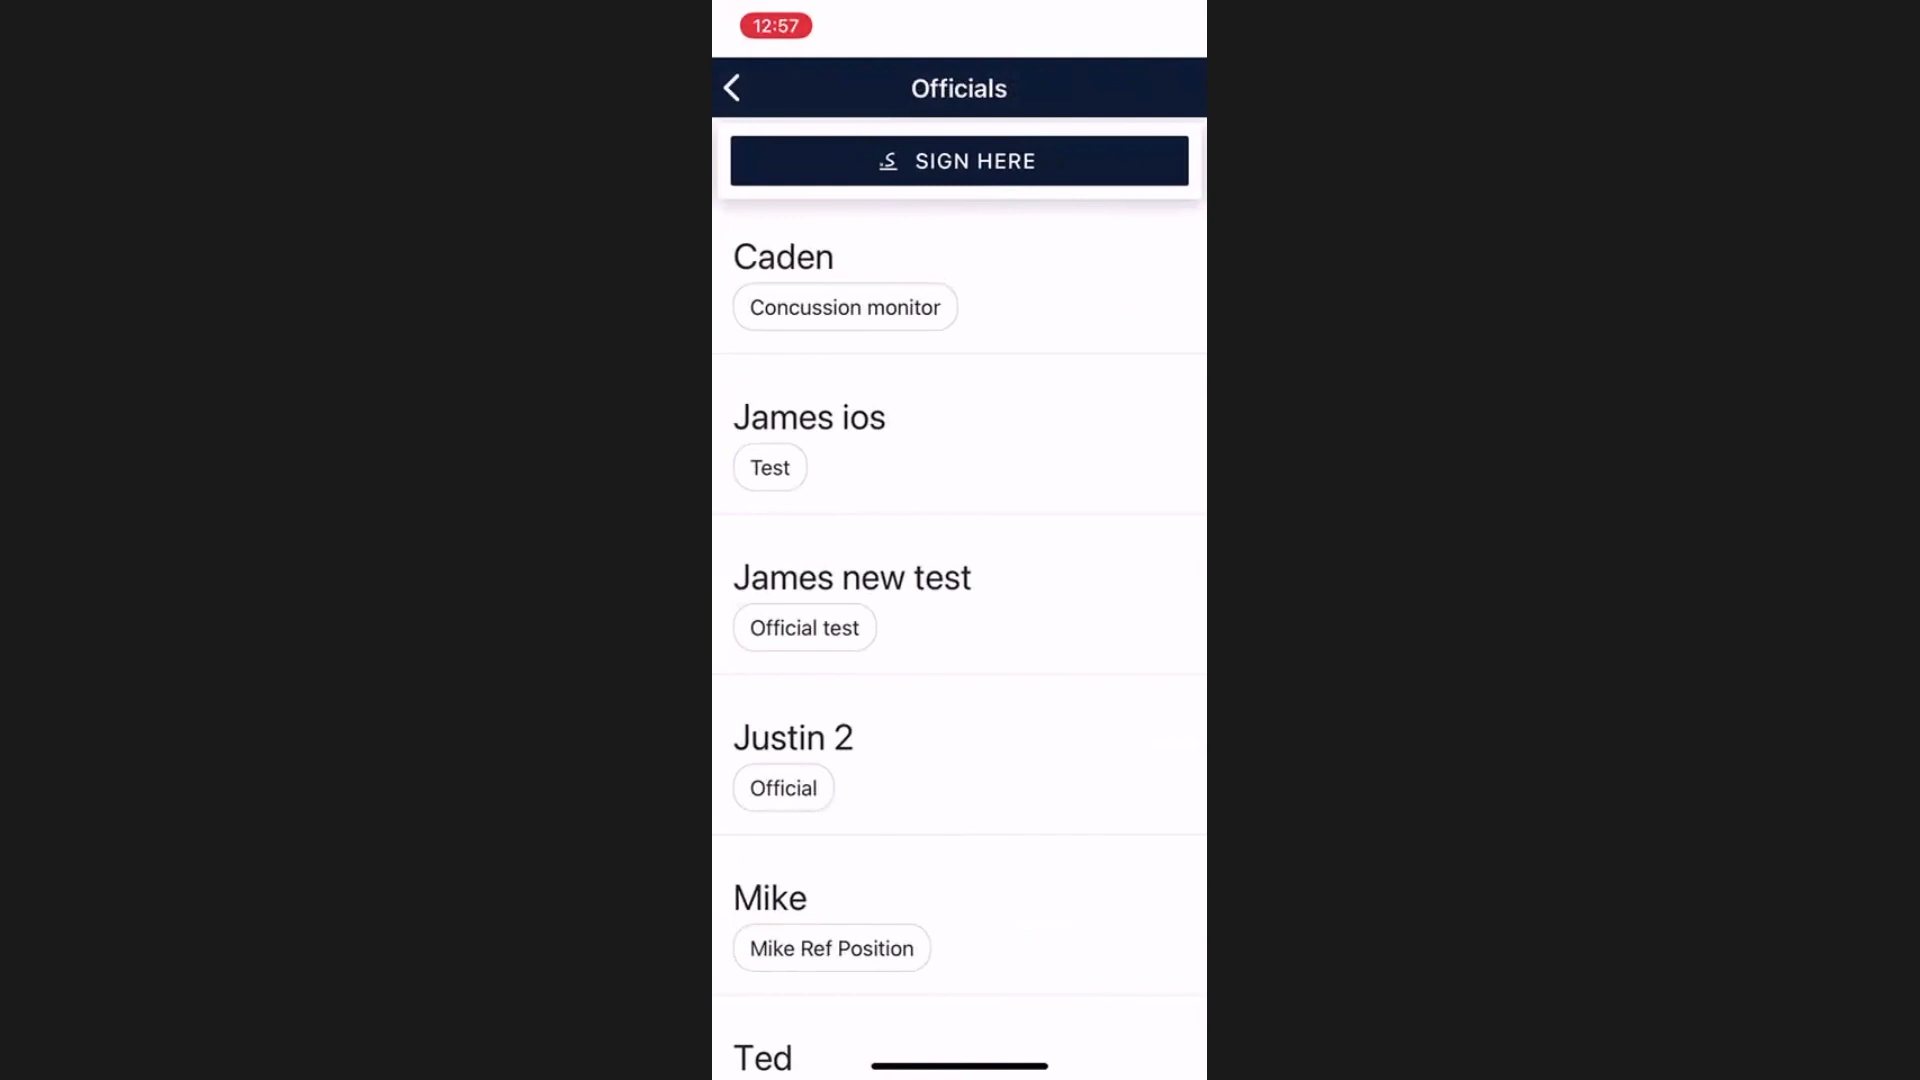 12:57
Officials
SIGN HERE
Caden
Concussion monitor
James ios
Test
James new test
Official test
Justin 2
Official
Mike
Mike Ref Position
Ted